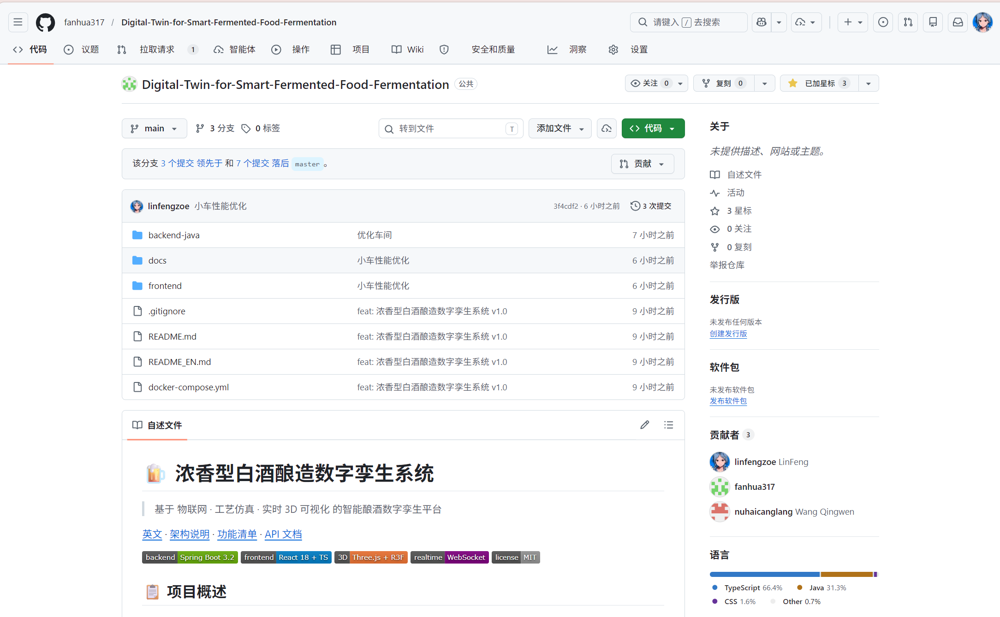 fanhua317 / Digital-Twin-for-Smart-Fermented-Food-Fermentation
请键入 / 去搜索
代码 议题 拉取请求 1 智能体 操作 项目 Wiki 安全和质量 洞察 设置
Digital-Twin-for-Smart-Fermented-Food-Fermentation 公共
关注 0 复刻 0 已加星标 3
main 3 分支 0 标签 转到文件 T 添加文件 代码
该分支 3 个提交 领先于 和 7 个提交 落后 master 。
贡献
linfengzoe 小车性能优化 3f4cdf2 · 6 小时之前 3 次提交
backend-java 优化车间 7 小时之前
docs 小车性能优化 6 小时之前
frontend 小车性能优化 6 小时之前
.gitignore feat: 浓香型白酒酿造数字孪生系统 v1.0 9 小时之前
README.md feat: 浓香型白酒酿造数字孪生系统 v1.0 9 小时之前
README_EN.md feat: 浓香型白酒酿造数字孪生系统 v1.0 9 小时之前
docker-compose.yml feat: 浓香型白酒酿造数字孪生系统 v1.0 9 小时之前
自述文件
浓香型白酒酿造数字孪生系统
基于 物联网 · 工艺仿真 · 实时 3D 可视化 的智能酿酒数字孪生平台
英文 · 架构说明 · 功能清单 · API 文档
backend Spring Boot 3.2 frontend React 18 + TS 3D Three.js + R3F realtime WebSocket license MIT
项目概述
关于
未提供描述、网站或主题。
自述文件
活动
3 星标
0 关注
0 复刻
举报仓库
发行版
未发布任何版本
创建发行版
软件包
未发布软件包
发布软件包
贡献者 3
linfengzoe LinFeng
fanhua317
nuhaicanglang Wang Qingwen
语言
TypeScript 66.4% Java 31.3%
CSS 1.6% Other 0.7%